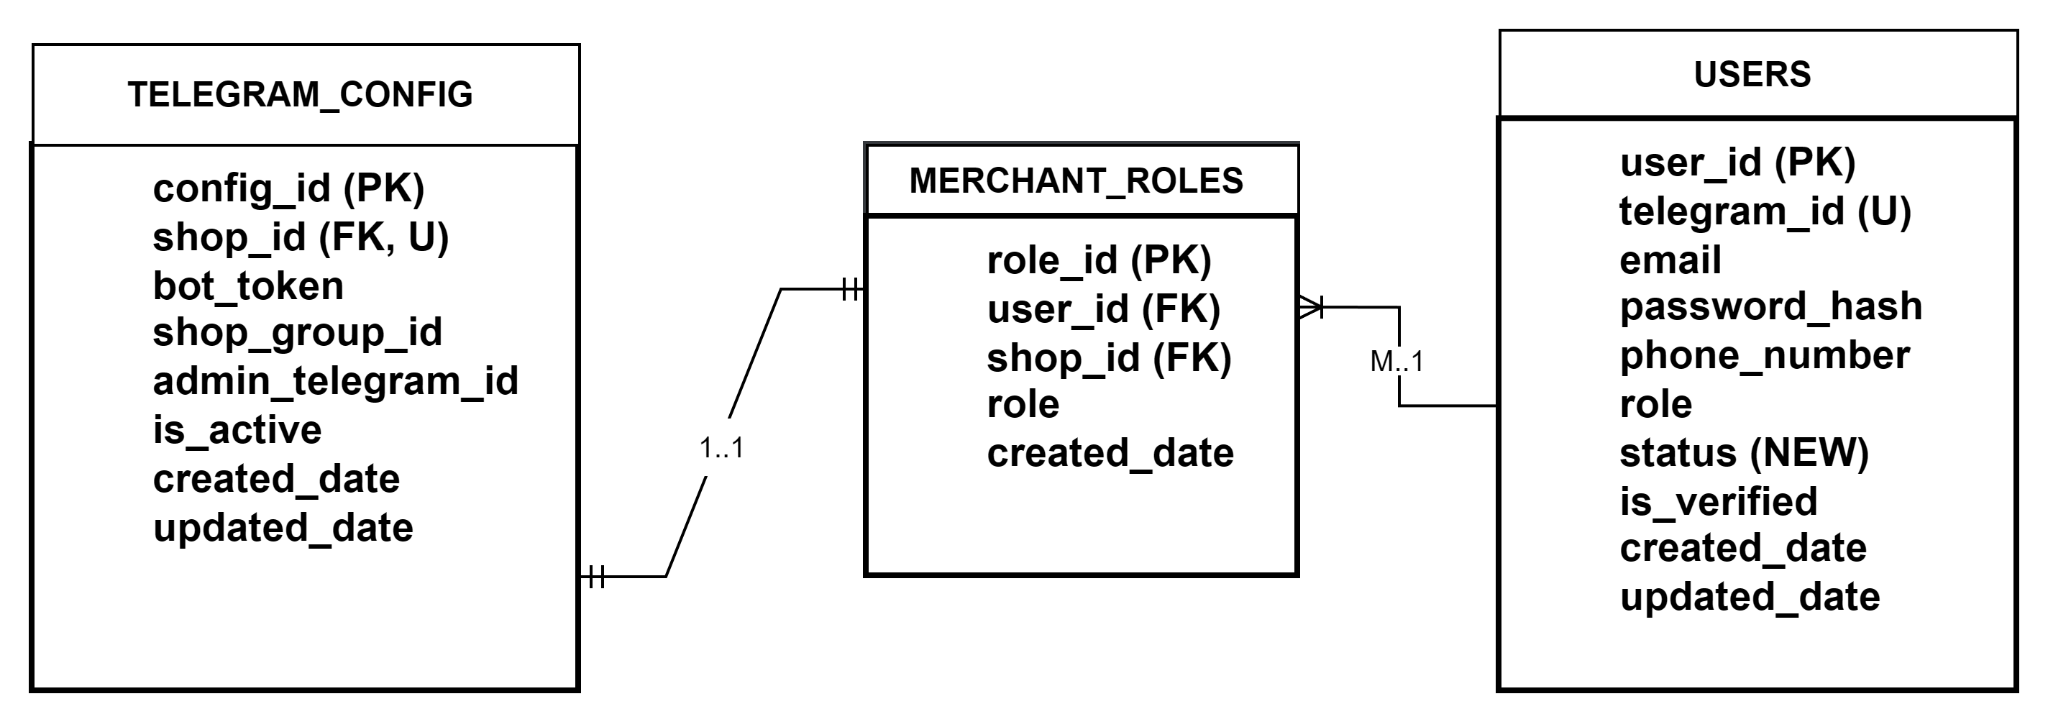 TELEGRAM_CONFIG
config_id (PK)
shop_id (FK, U)
bot_token
shop_group_id
admin_telegram_id
is_active
created_date
updated_date
1..1
MERCHANT_ROLES
role_id (PK)
user_id (FK)
shop_id (FK)
role
created_date
M..1
USERS
user_id (PK)
telegram_id (U)
email
password_hash
phone_number
role
status (NEW)
is_verified
created_date
updated_date